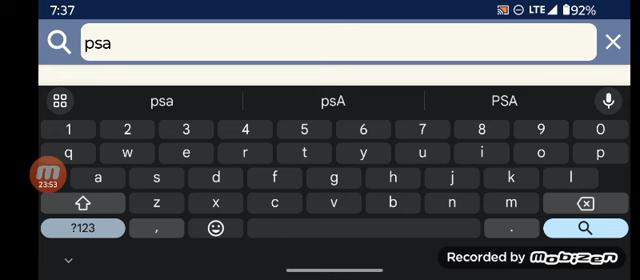 7:37 LTE 92%
psa
psa psA PSA
1 2 3 4 5 6 7 8 9 0
q w e r t y u i o p
23:53
a s d f g h j k l
z x c v b n m
?123 , .
Recorded by mobizen